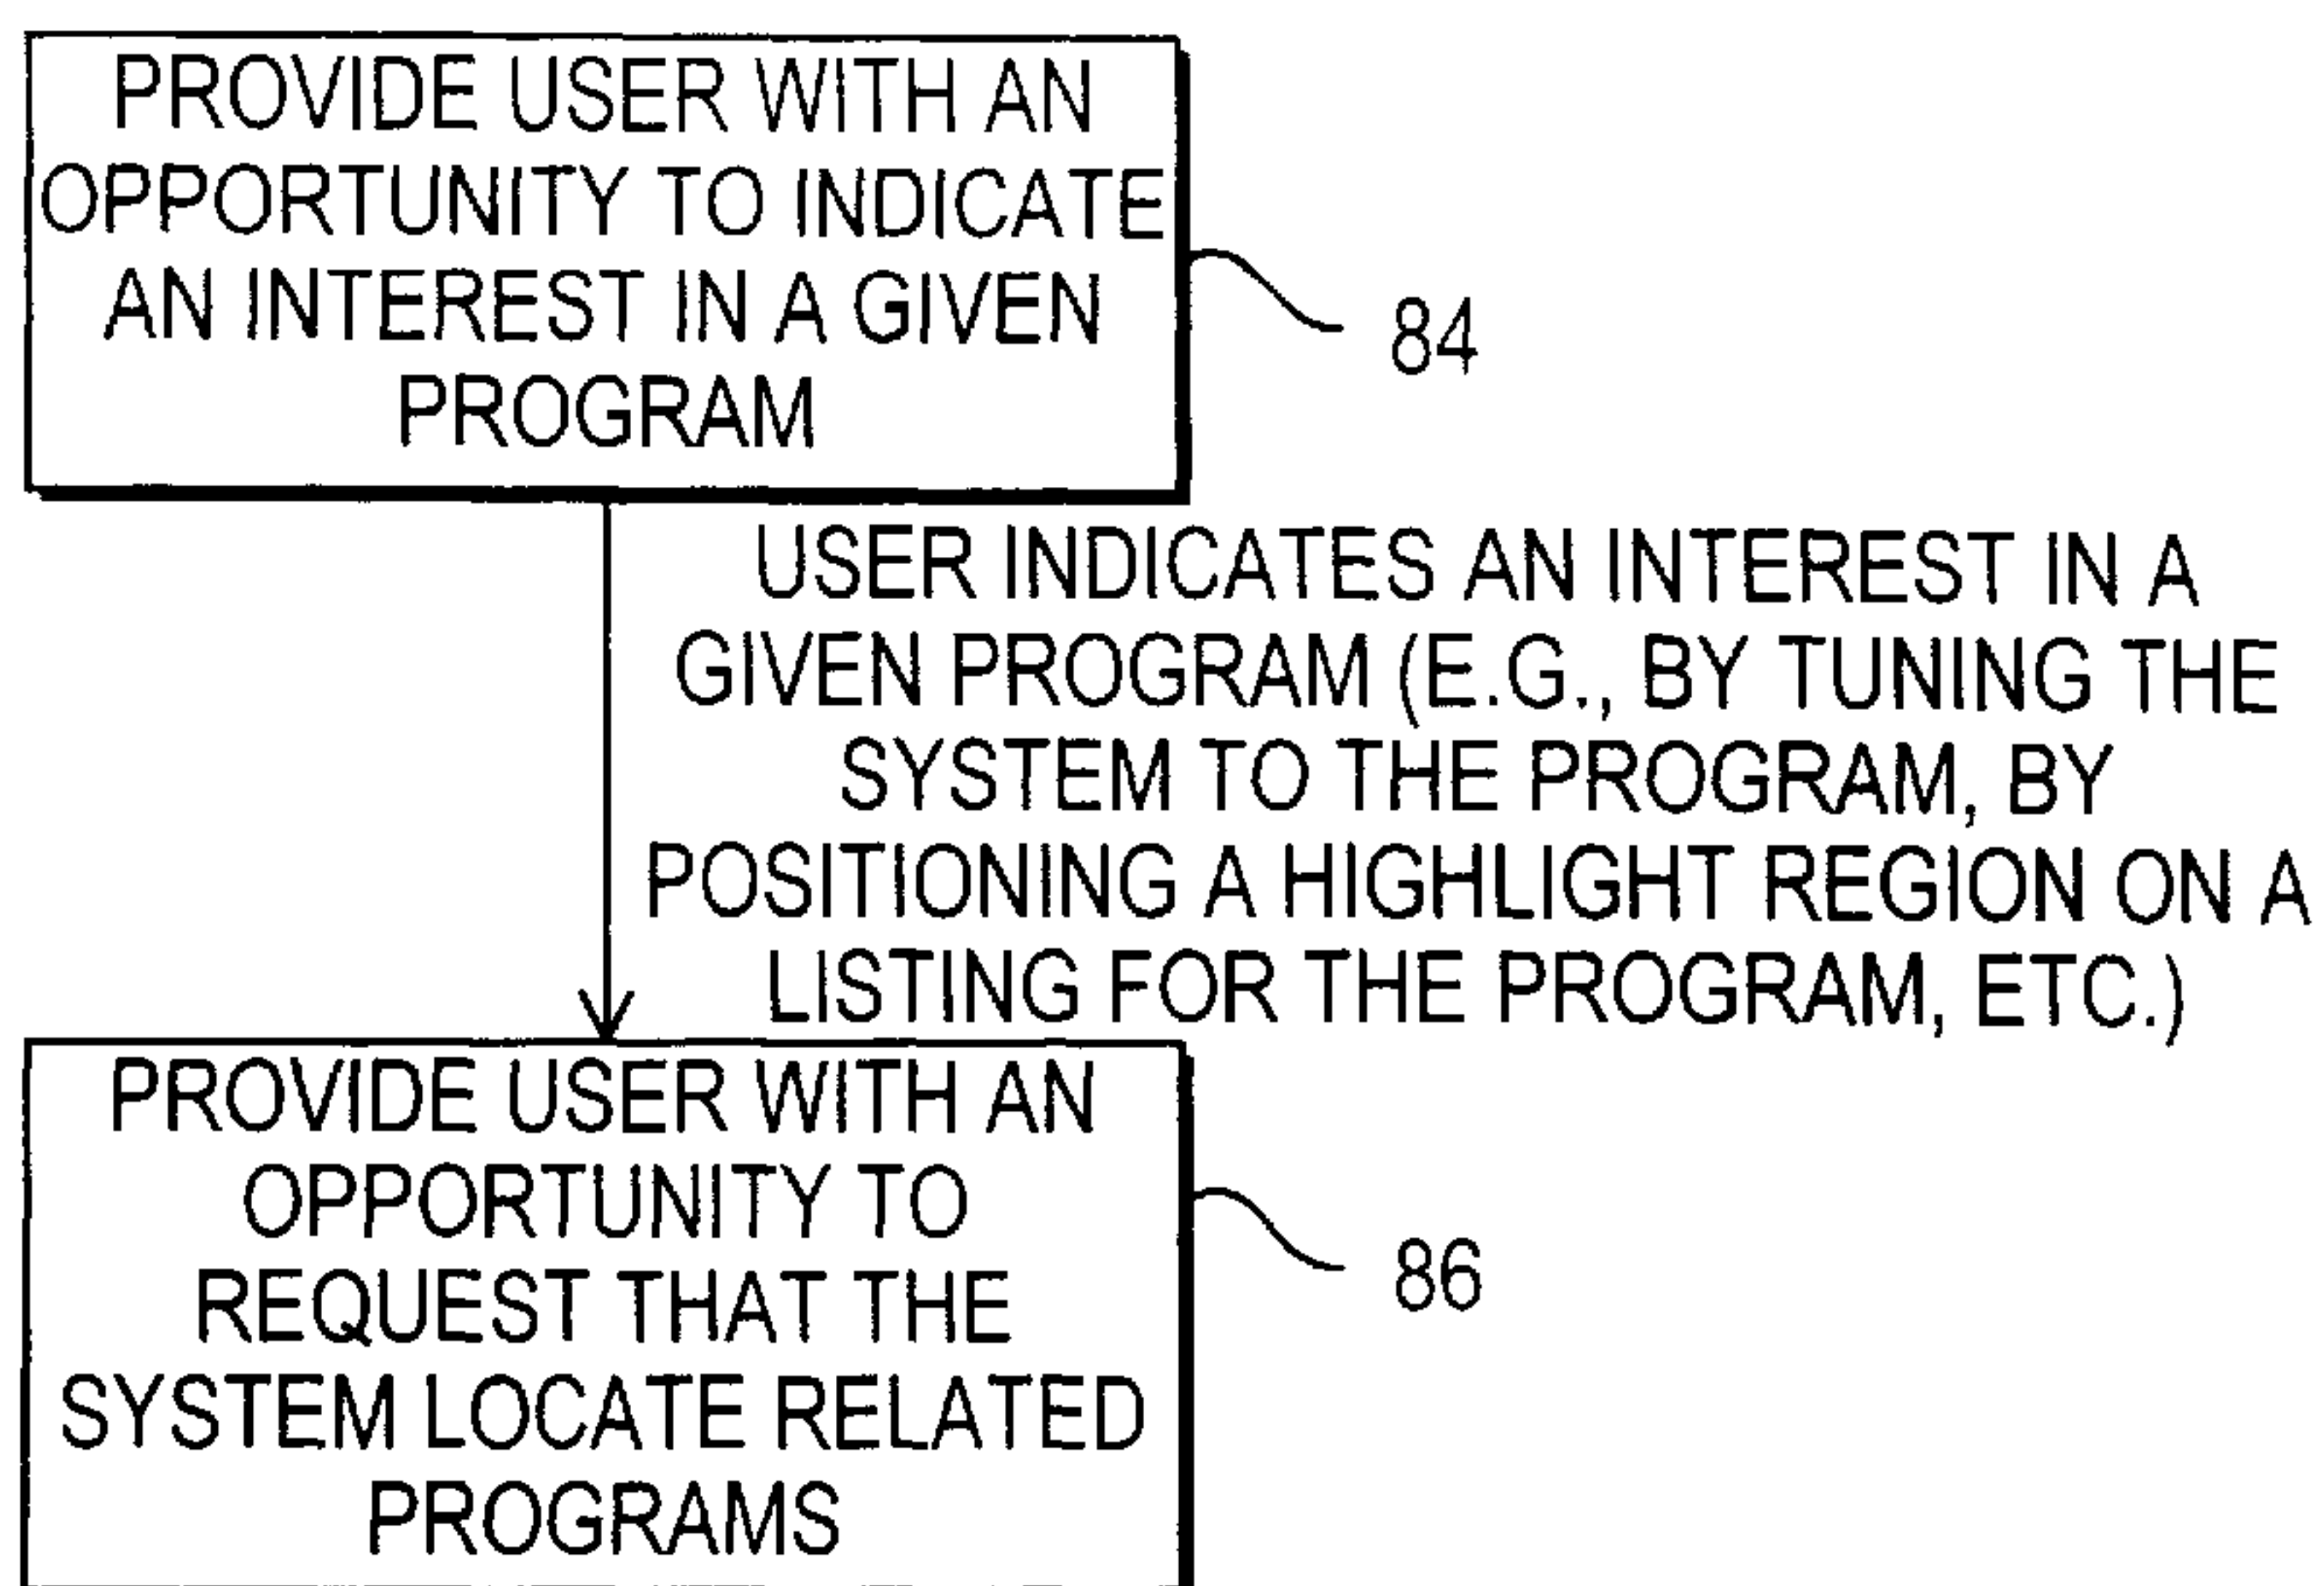 PROVIDE USER WITH AN
OPPORTUNITY TO INDICATE
AN INTEREST IN A GIVEN
PROGRAM
84
USER INDICATES AN INTEREST IN A
GIVEN PROGRAM (E.G., BY TUNING THE
SYSTEM TO THE PROGRAM, BY
POSITIONING A HIGHLIGHT REGION ON A
LISTING FOR THE PROGRAM, ETC.)
PROVIDE USER WITH AN
OPPORTUNITY TO
REQUEST THAT THE
SYSTEM LOCATE RELATED
PROGRAMS
86